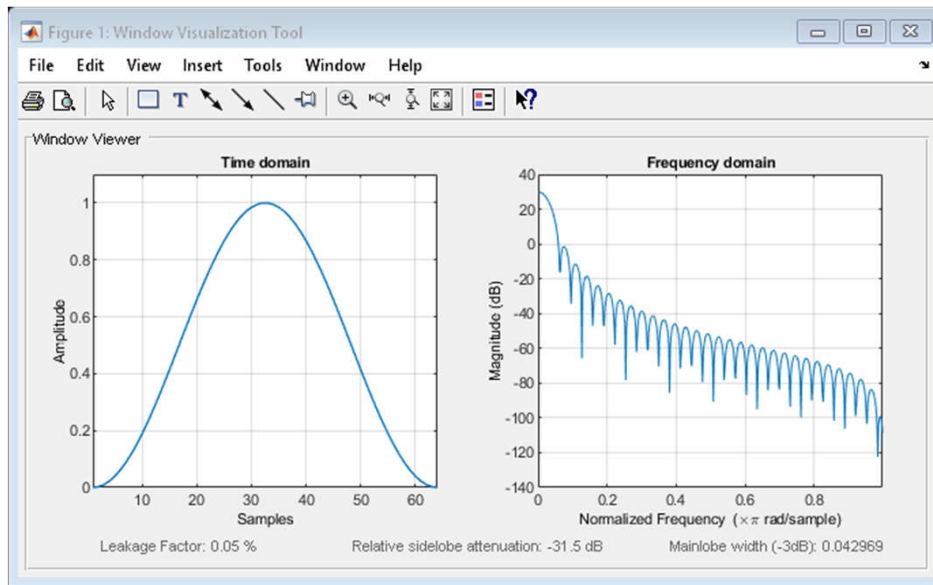 Figure 1: Window Visualization Tool
File Edit View Insert Tools Window Help
Window Viewer
Time domain
1
0.8
0.6
0.4
0.2
0
Amplitude
10 20 30 40 50 60
Samples
Frequency domain
40
20
0
-20
-40
-60
-80
-100
-120
-140
Magnitude (dB)
0 0.2 0.4 0.6 0.8
Normalized Frequency (×π rad/sample)
Leakage Factor: 0.05 % Relative sidelobe attenuation: -31.5 dB Mainlobe width (-3dB): 0.042969